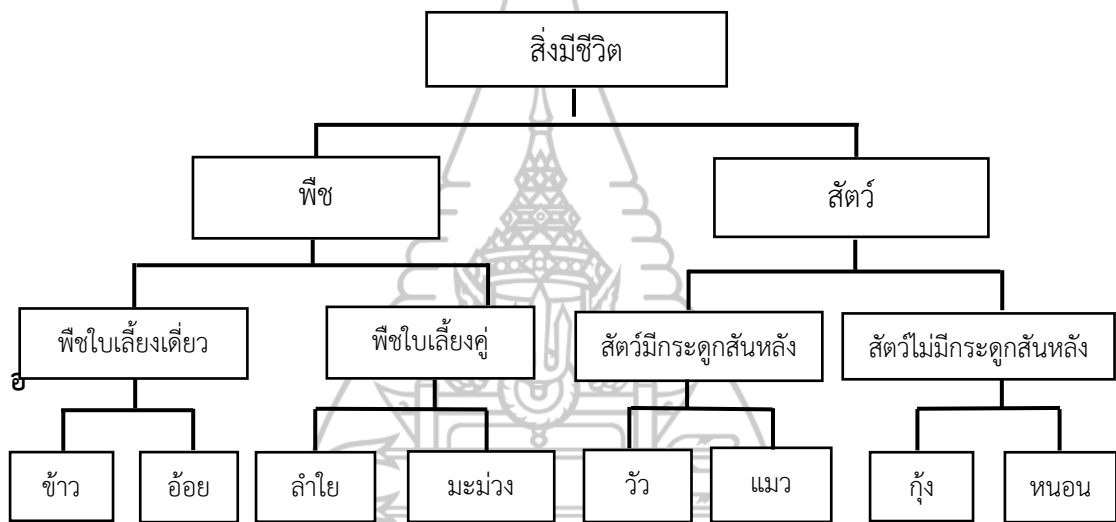 สิ่งมีชีวิต
พืช
สัตว์
พืชใบเลี้ยงเดี่ยว
พืชใบเลี้ยงคู่
สัตว์มีกระดูกสันหลัง
สัตว์ไม่มีกระดูกสันหลัง
อ้
ข้าว
อ้อย
ลำใย
มะม่วง
วัว
แมว
กุ้ง
หนอน